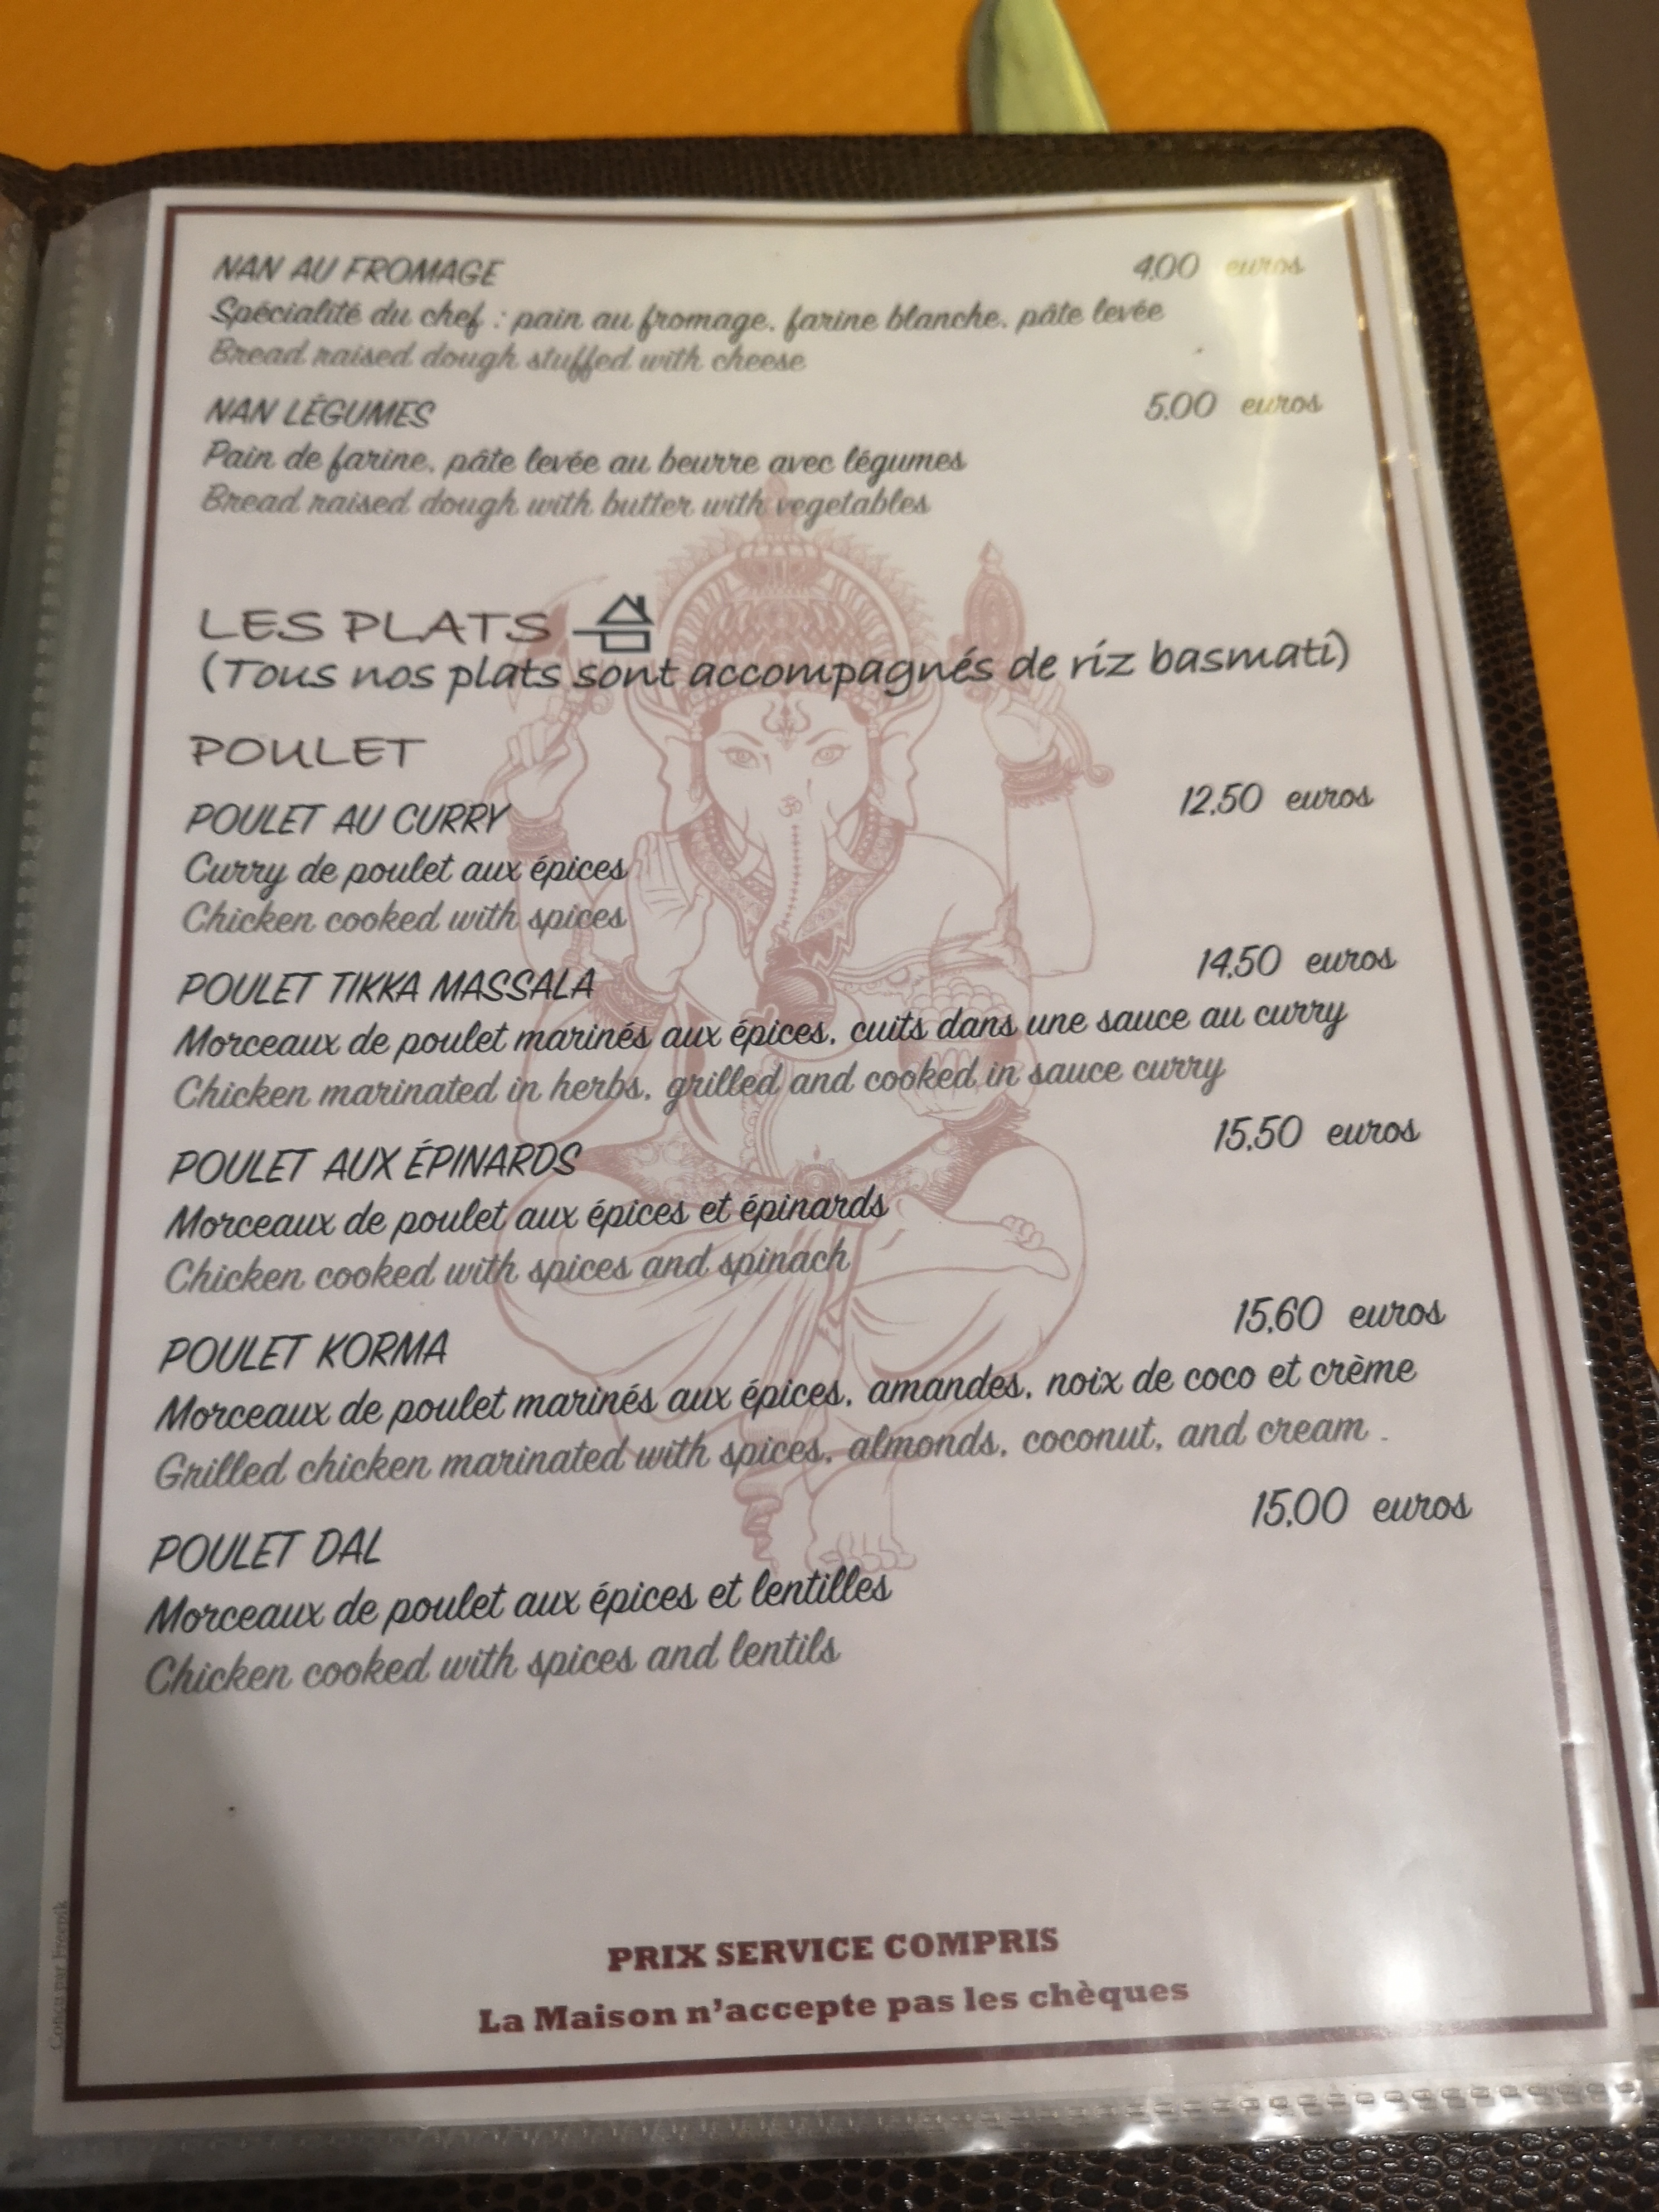 NAN AU FROMAGE 4,00 euros
Spécialité du chef : pain au fromage, farine blanche, pâte levée
Bread raised dough stuffed with cheese
NAN LÉGUMES 5,00 euros
Pain de farine, pâte levée au beurre avec légumes
Bread raised dough with butter with vegetables
LES PLATS
(Tous nos plats sont accompagnés de riz basmati)
POULET
POULET AU CURRY 12,50 euros
Curry de poulet aux épices
Chicken cooked with spices
POULET TIKKA MASSALA 14,50 euros
Morceaux de poulet marinés aux épices, cuits dans une sauce au curry
Chicken marinated in herbs, grilled and cooked in sauce curry
POULET AUX ÉPINARDS 15,50 euros
Morceaux de poulet aux épices et épinards
Chicken cooked with spices and spinach
POULET KORMA 15,60 euros
Morceaux de poulet marinés aux épices, amandes, noix de coco et crème
Grilled chicken marinated with spices, almonds, coconut, and cream .
POULET DAL 15,00 euros
Morceaux de poulet aux épices et lentilles
Chicken cooked with spices and lentils
PRIX SERVICE COMPRIS
La Maison n'accepte pas les chèques
par Freepik